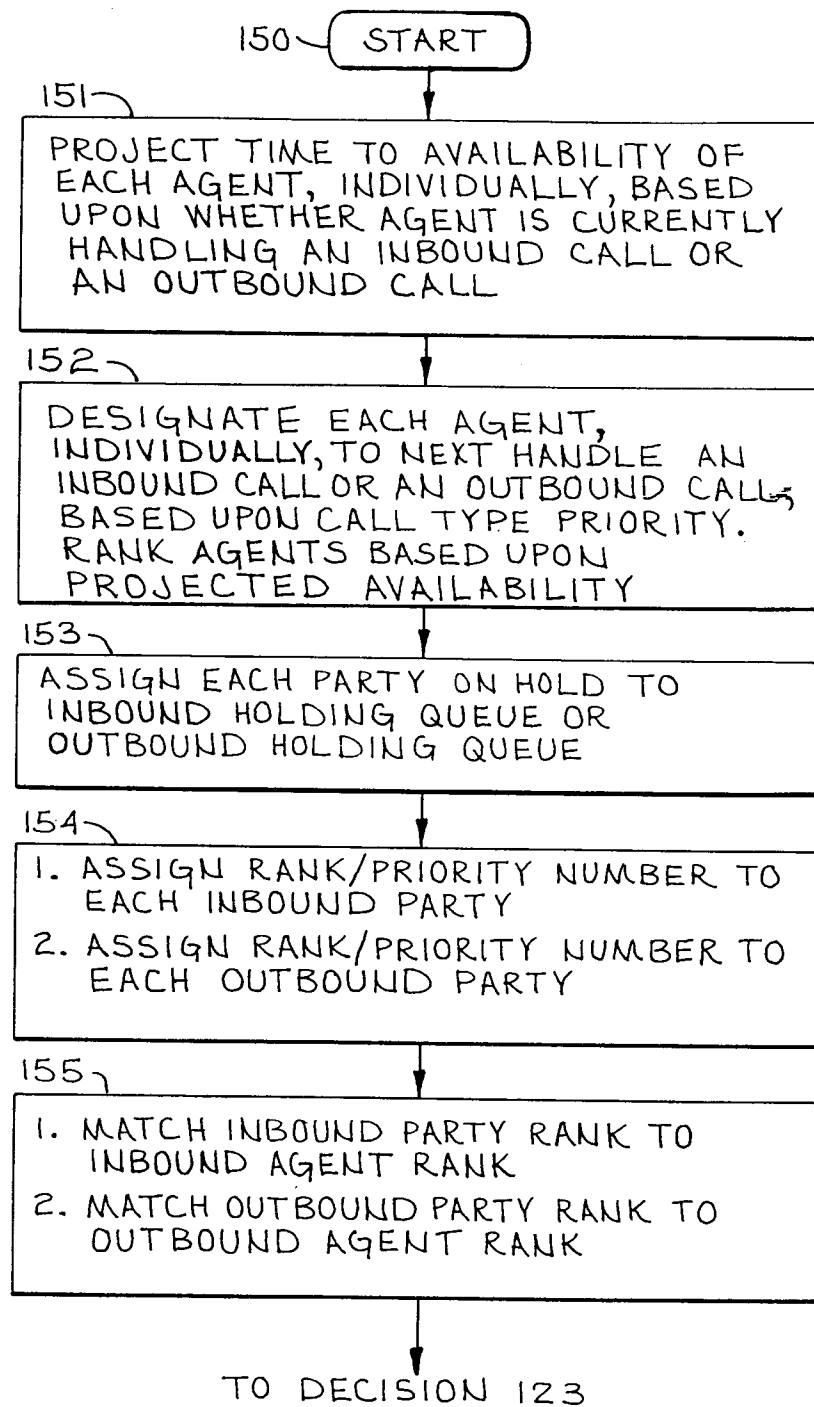 150 START
151
PROJECT TIME TO AVAILABILITY OF
EACH AGENT, INDIVIDUALLY, BASED
UPON WHETHER AGENT IS CURRENTLY
HANDLING AN INBOUND CALL OR
AN OUTBOUND CALL
152
DESIGNATE EACH AGENT,
INDIVIDUALLY, TO NEXT HANDLE AN
INBOUND CALL OR AN OUTBOUND CALL,
BASED UPON CALL TYPE PRIORITY.
RANK AGENTS BASED UPON
PROJECTED AVAILABILITY
153
ASSIGN EACH PARTY ON HOLD TO
INBOUND HOLDING QUEUE OR
OUTBOUND HOLDING QUEUE
154
1. ASSIGN RANK/PRIORITY NUMBER TO
EACH INBOUND PARTY
2. ASSIGN RANK/PRIORITY NUMBER TO
EACH OUTBOUND PARTY
155
1. MATCH INBOUND PARTY RANK TO
INBOUND AGENT RANK
2. MATCH OUTBOUND PARTY RANK TO
OUTBOUND AGENT RANK
TO DECISION 123